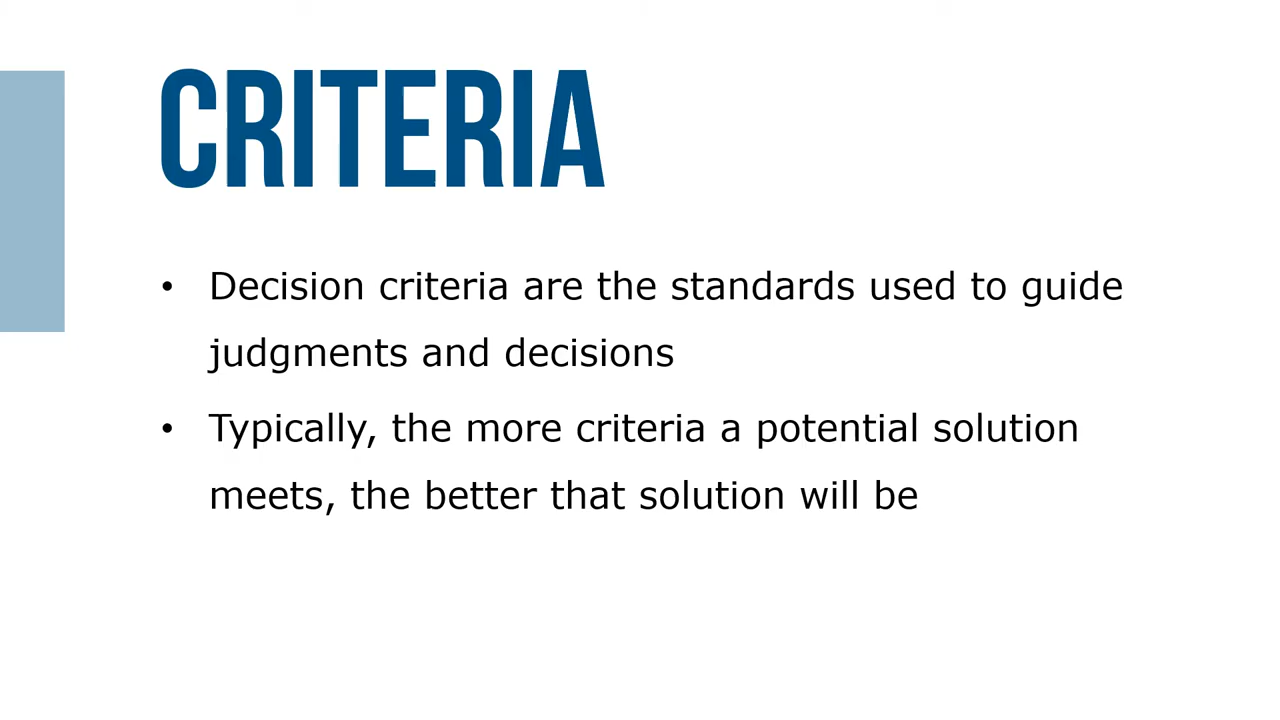 CRITERIA
• Decision criteria are the standards used to guide
judgments and decisions
• Typically, the more criteria a potential solution
meets, the better that solution will be